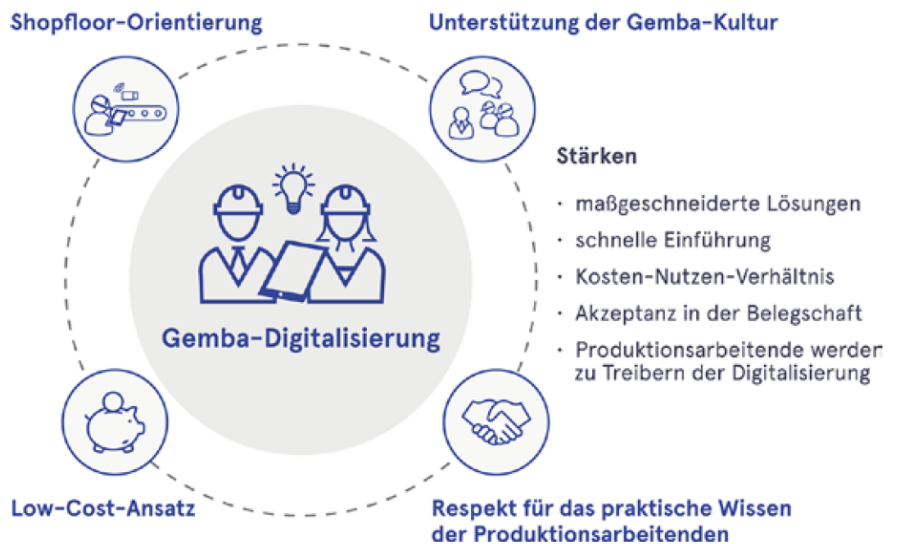 Shopfloor-Orientierung
Unterstützung der Gemba-Kultur
Stärken
· maßgeschneiderte Lösungen
· schnelle Einführung
· Kosten-Nutzen-Verhältnis
· Akzeptanz in der Belegschaft
· Produktionsarbeitende werden
zu Treibern der Digitalisierung
Gemba-Digitalisierung
Low-Cost-Ansatz
Respekt für das praktische Wissen
der Produktionsarbeitenden